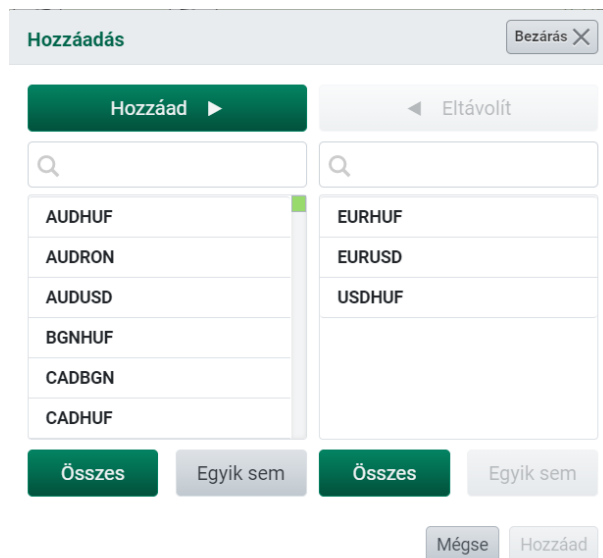 Hozzáadás
Bezárás
Hozzáad
Eltávolít
AUDHUF
AUDRON
AUDUSD
BGNHUF
CADBGN
CADHUF
EURHUF
EURUSD
USDHUF
Összes
Egyik sem
Összes
Egyik sem
Mégse
Hozzáad